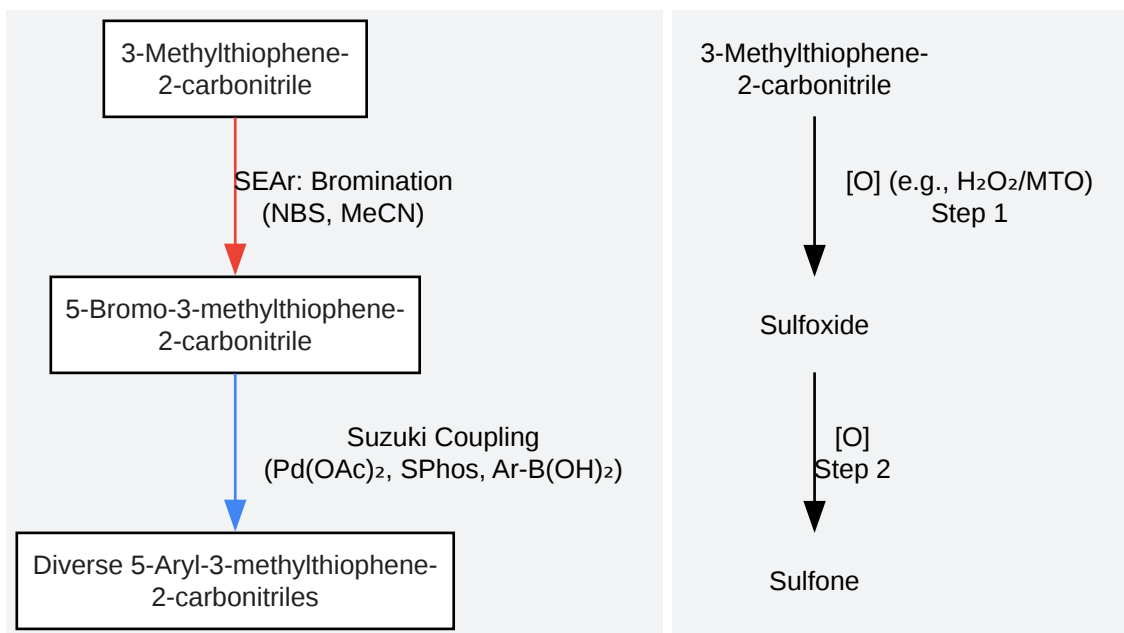 3-Methylthiophene-
2-carbonitrile
SEAr: Bromination
(NBS, MeCN)
5-Bromo-3-methylthiophene-
2-carbonitrile
Suzuki Coupling
(Pd(OAc)₂, SPhos, Ar-B(OH)₂)
Diverse 5-Aryl-3-methylthiophene-
2-carbonitriles
3-Methylthiophene-
2-carbonitrile
[O] (e.g., H₂O₂/MTO)
Step 1
Sulfoxide
[O]
Step 2
Sulfone